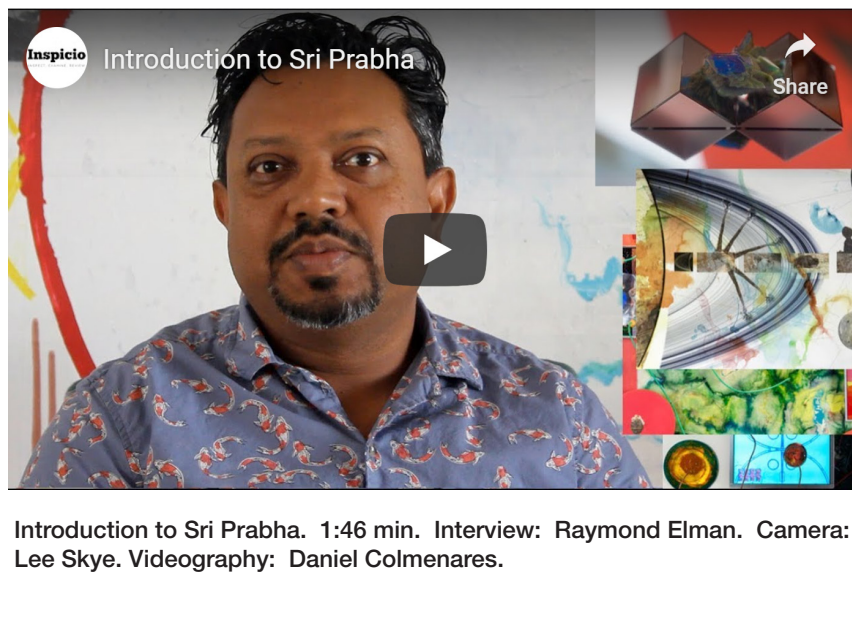 Inspicio
Introduction to Sri Prabha
Share
Introduction to Sri Prabha.  1:46 min.  Interview:  Raymond Elman.  Camera:
Lee Skye. Videography:  Daniel Colmenares.